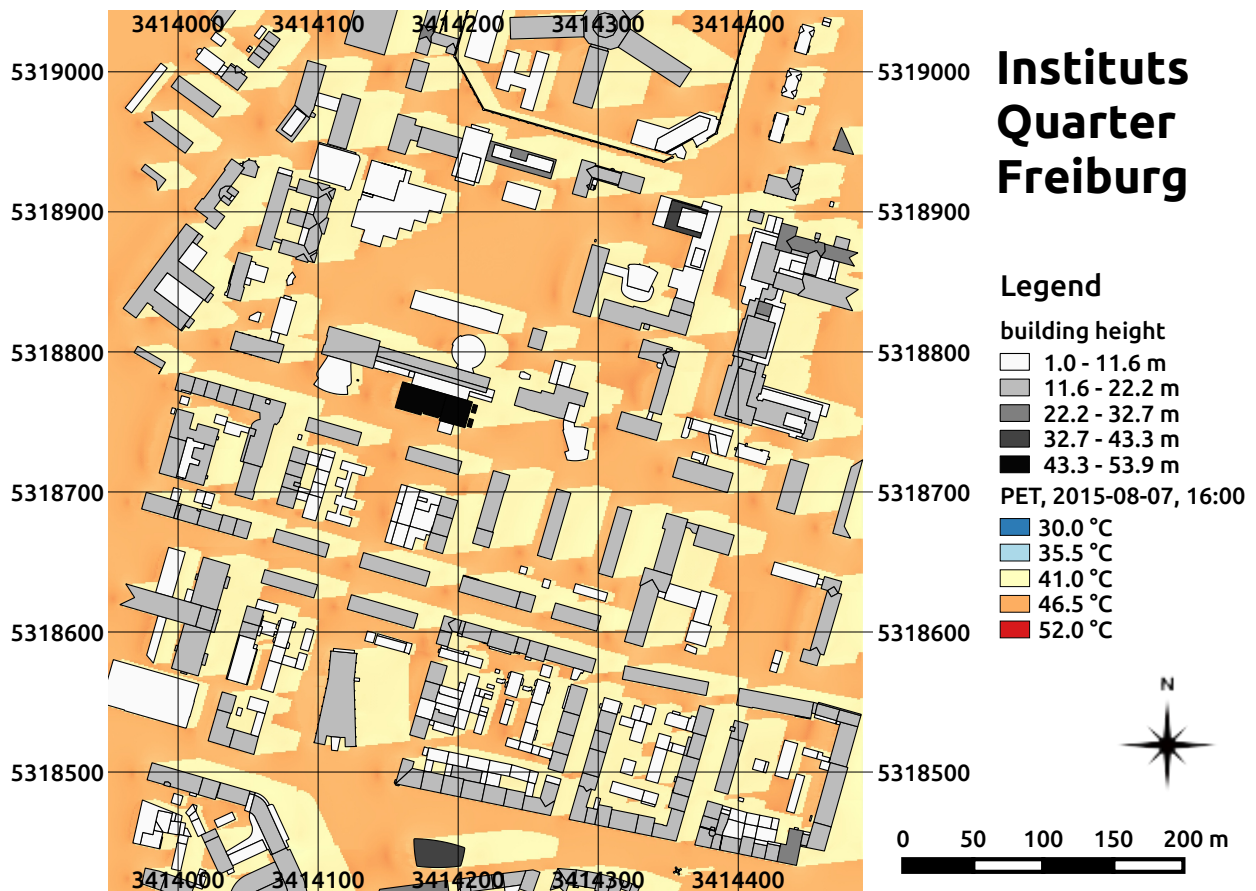 3414000 3414100 3414200 3414300 3414400
5319000 5319000
5318900 5318900
5318800 5318800
5318700 5318700
5318600 5318600
5318500 5318500
3414000 3414100 3414200 3414300 3414400
Instituts
Quarter
Freiburg
Legend
building height
1.0 - 11.6 m
11.6 - 22.2 m
22.2 - 32.7 m
32.7 - 43.3 m
43.3 - 53.9 m
PET, 2015-08-07, 16:00
30.0 °C
35.5 °C
41.0 °C
46.5 °C
52.0 °C
N
0 50 100 150 200 m